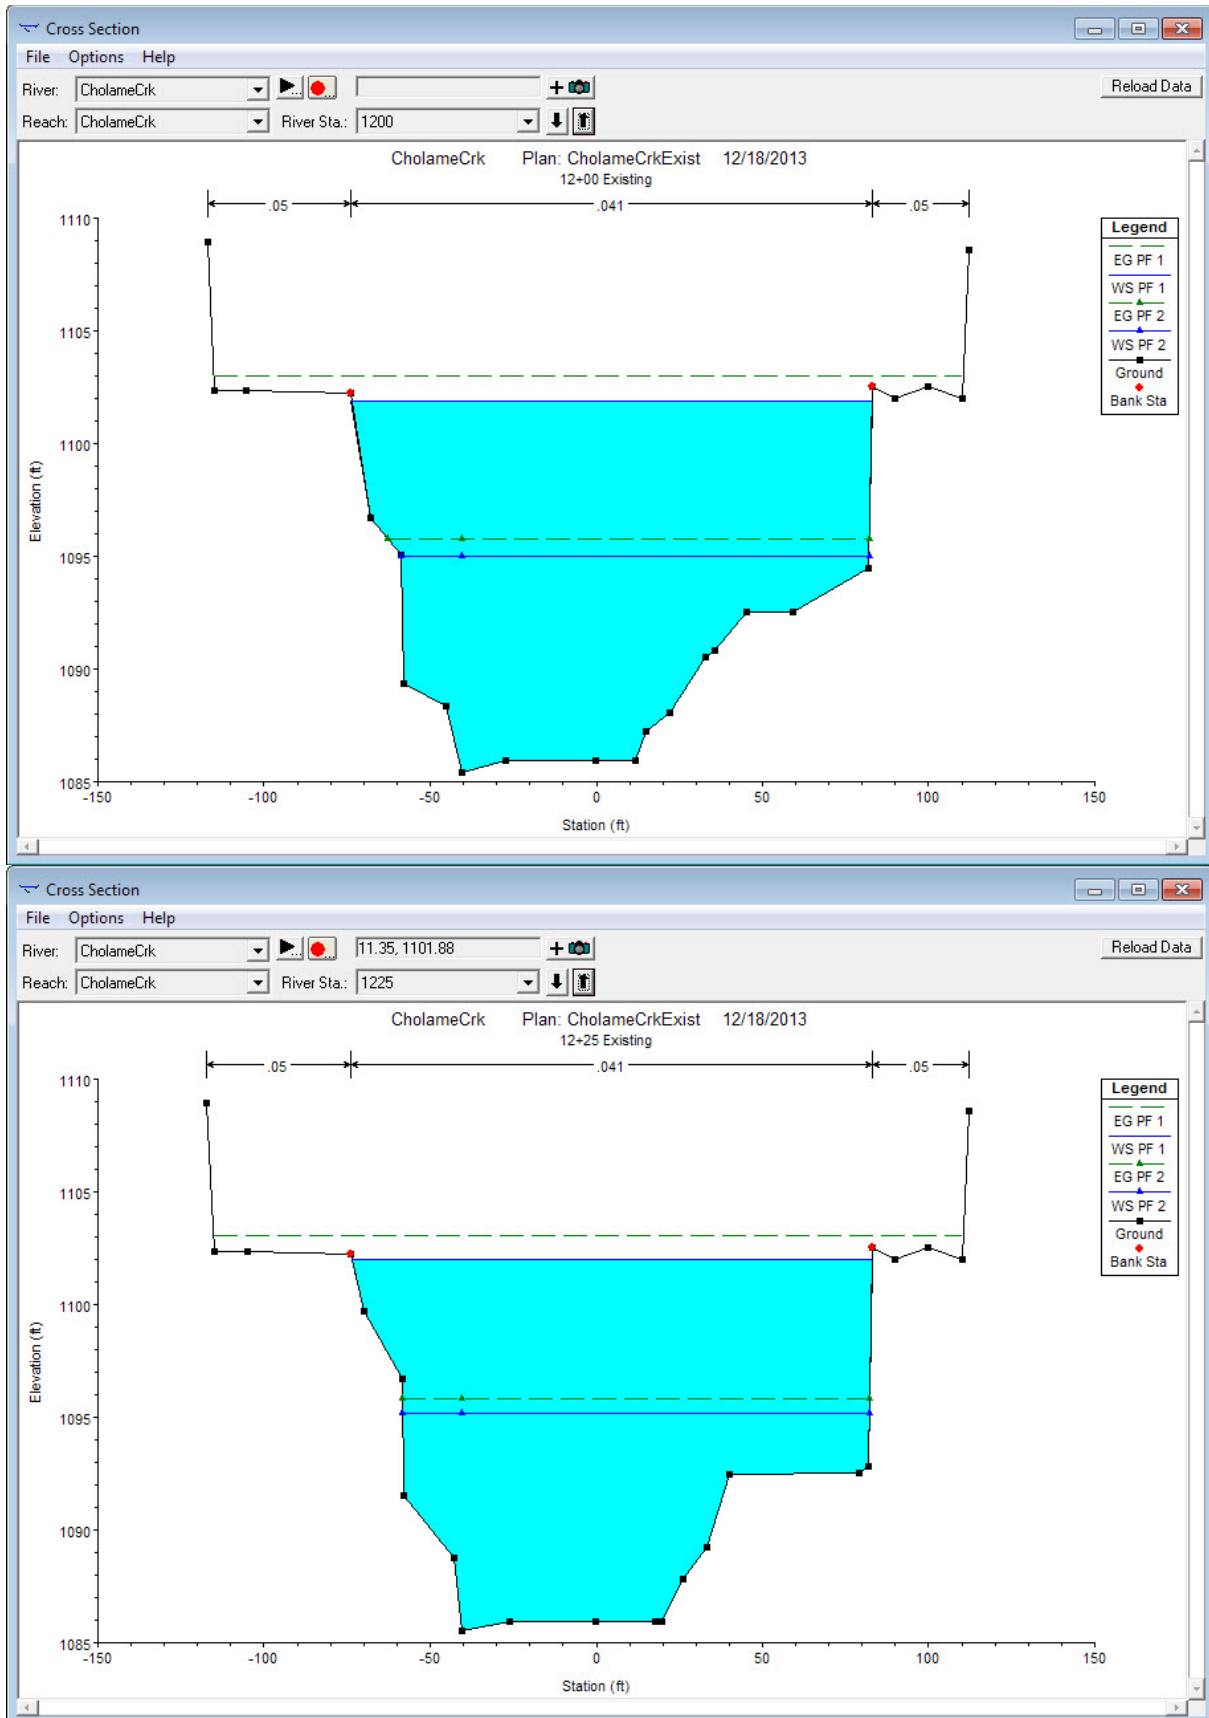 Cross Section
File Options Help
River: CholameCrk
Reload Data
Reach: CholameCrk River Sta.: 1200
CholameCrk Plan: CholameCrkExist 12/18/2013
12+00 Existing
.05 .041 .05
1110
1105
1100
1095
1090
1085
Elevation (ft)
-150 -100 -50 0 50 100 150
Station (ft)
Legend
EG PF 1
WS PF 1
EG PF 2
WS PF 2
Ground
Bank Sta
Cross Section
File Options Help
River: CholameCrk 11.35, 1101.88
Reload Data
Reach: CholameCrk River Sta.: 1225
CholameCrk Plan: CholameCrkExist 12/18/2013
12+25 Existing
.05 .041 .05
1110
1105
1100
1095
1090
1085
Elevation (ft)
-150 -100 -50 0 50 100 150
Station (ft)
Legend
EG PF 1
WS PF 1
EG PF 2
WS PF 2
Ground
Bank Sta